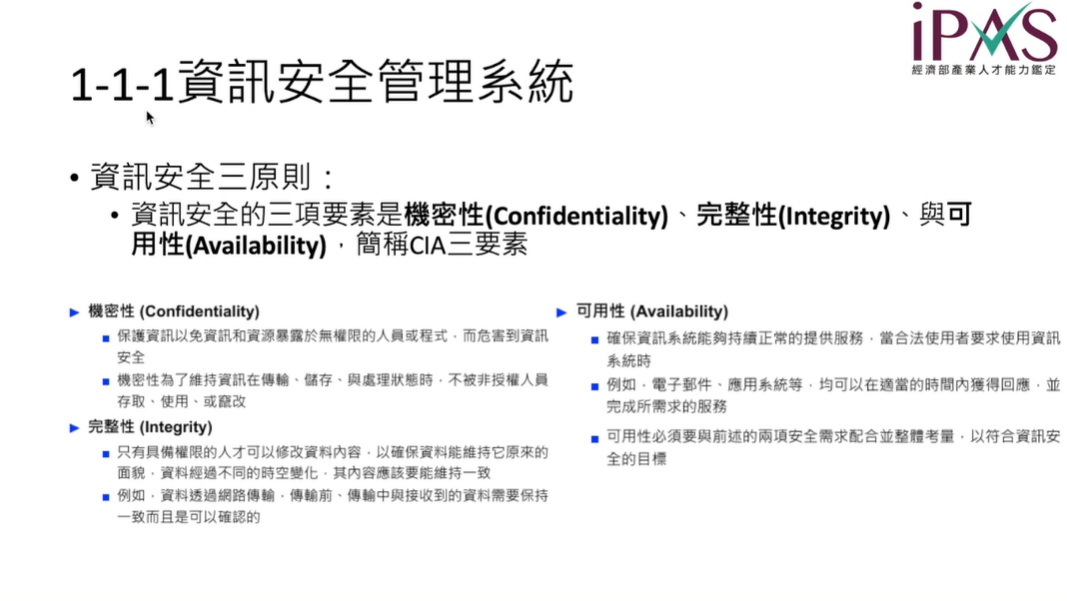 iPAS
經濟部產業人才能力鑑定
1-1-1資訊安全管理系統
• 資訊安全三原則：
• 資訊安全的三項要素是機密性(Confidentiality)、完整性(Integrity)、與可
用性(Availability)，簡稱CIA三要素
機密性 (Confidentiality)
保護資訊以免資訊和資源暴露於無權限的人員或程式，而危害到資訊
安全
機密性為了維持資訊在傳輸、儲存、與處理狀態時，不被非授權人員
存取、使用、或竄改
完整性 (Integrity)
只有具備權限的人才可以修改資料內容，以確保資料能維持它原來的
面貌，資料經過不同的時空變化，其內容應該要能維持一致
例如，資料透過網路傳輸，傳輸前、傳輸中與接收到的資料需要保持
一致而且是可以確認的
可用性 (Availability)
確保資訊系統能夠持續正常的提供服務，當合法使用者要求使用資訊
系統時
例如，電子郵件、應用系統等，均可以在適當的時間內獲得回應，並
完成所需求的服務
可用性必須要與前述的兩項安全需求配合並整體考量，以符合資訊安
全的目標